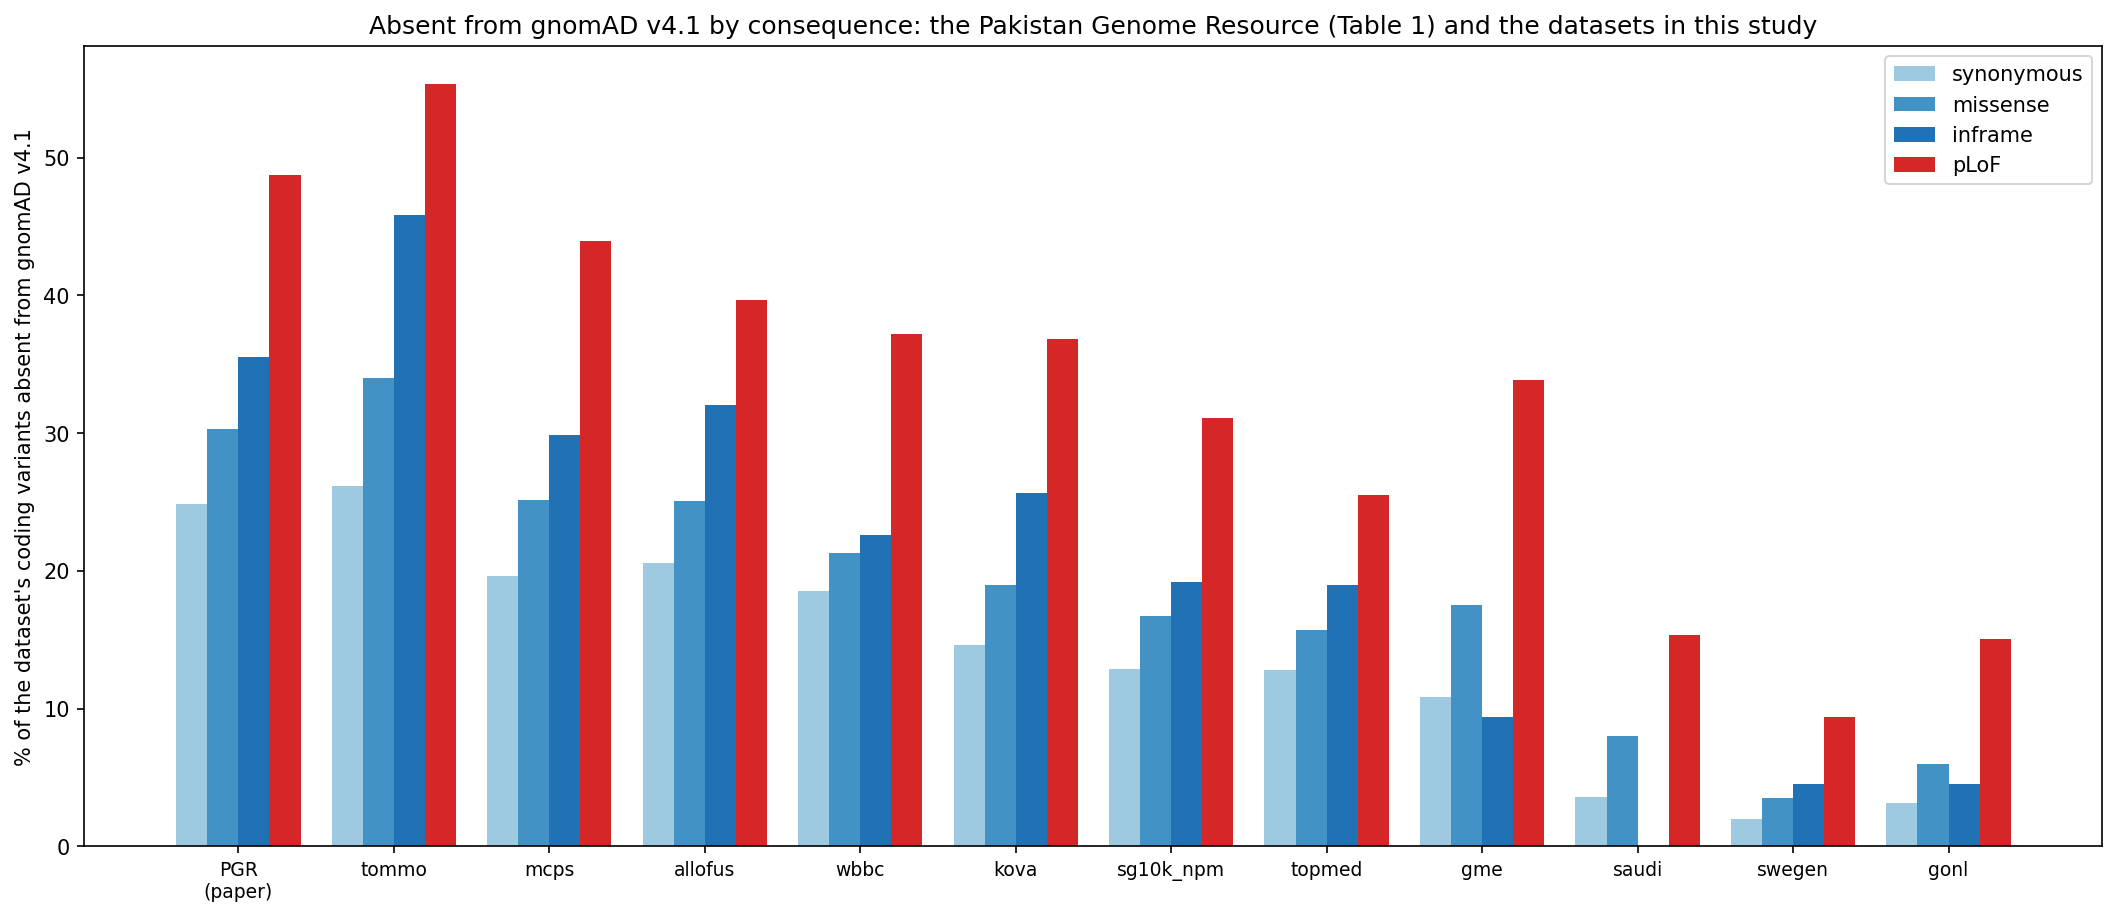 Absent from gnomAD v4.1 by consequence: the Pakistan Genome Resource (Table 1) and the datasets in this study
% of the dataset's coding variants absent from gnomAD v4.1
50
40
30
20
10
0
synonymous
missense
inframe
pLoF
PGR
(paper)
tommo
mcps
allofus
wbbc
kova
sg10k_npm
topmed
gme
saudi
swegen
gonl